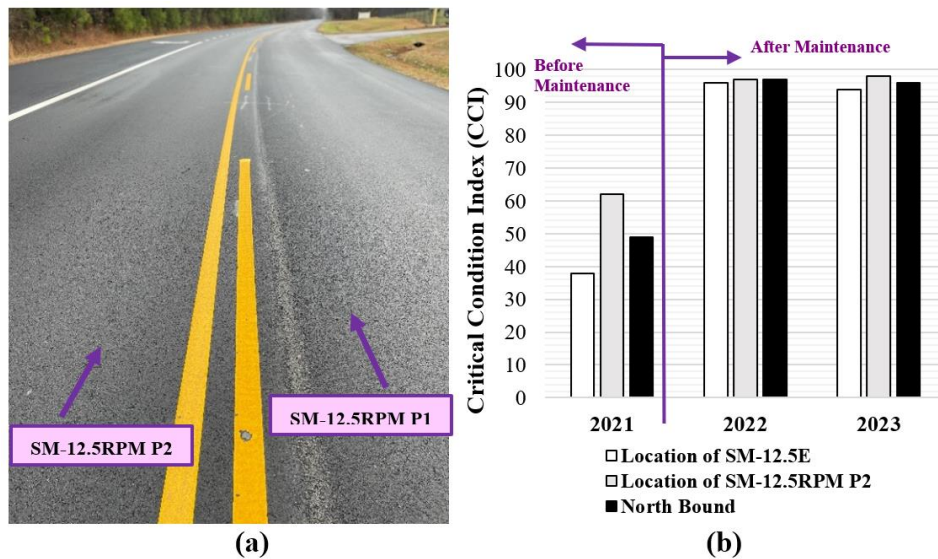 SM-12.5RPM P2
SM-12.5RPM P1
(a)
Before
Maintenance
After Maintenance
Critical Condition Index (CCI)
100
90
80
70
60
50
40
30
20
10
0
2021
2022
2023
Location of SM-12.5E
Location of SM-12.5RPM P2
North Bound
(b)